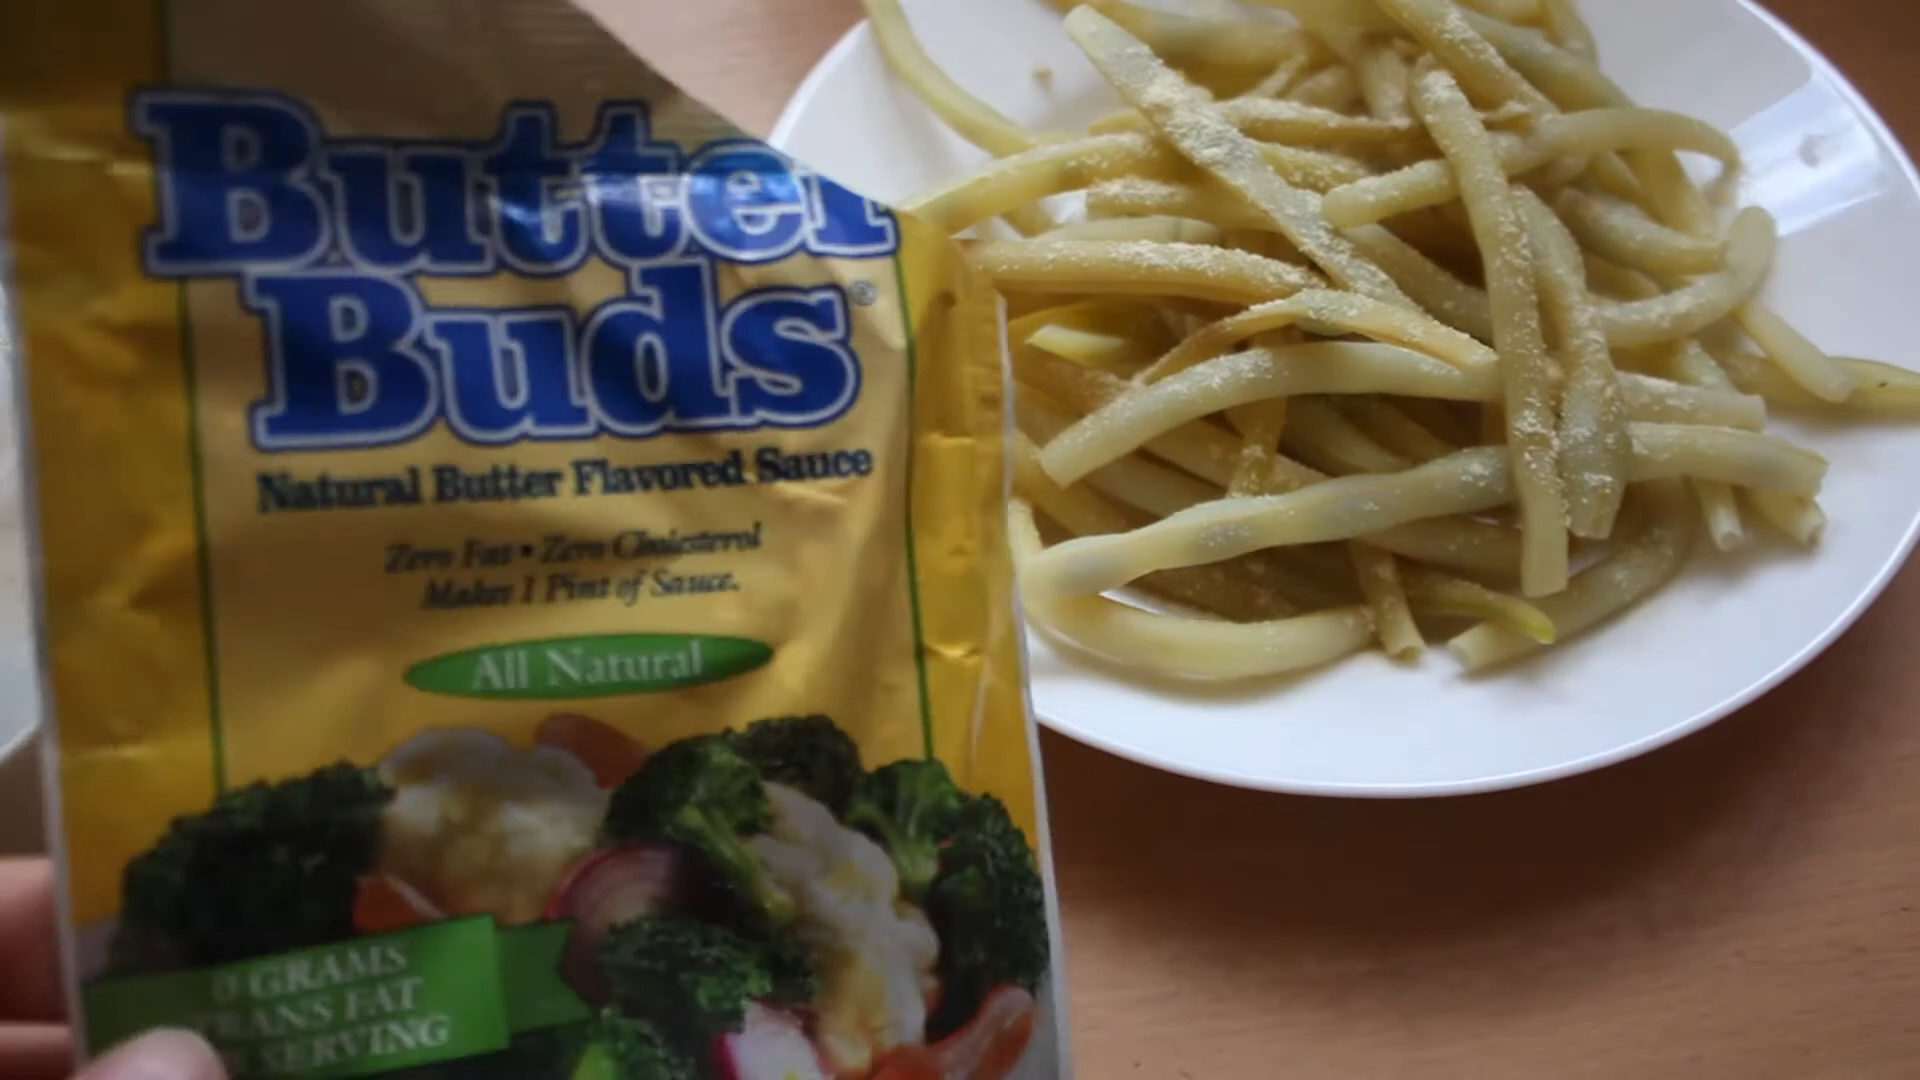 Butter
Buds®
Natural Butter Flavored Sauce
Zero Fat • Zero Cholesterol
Makes 1 Pint of Sauce.
All Natural
0 GRAMS
TRANS FAT
SERVING